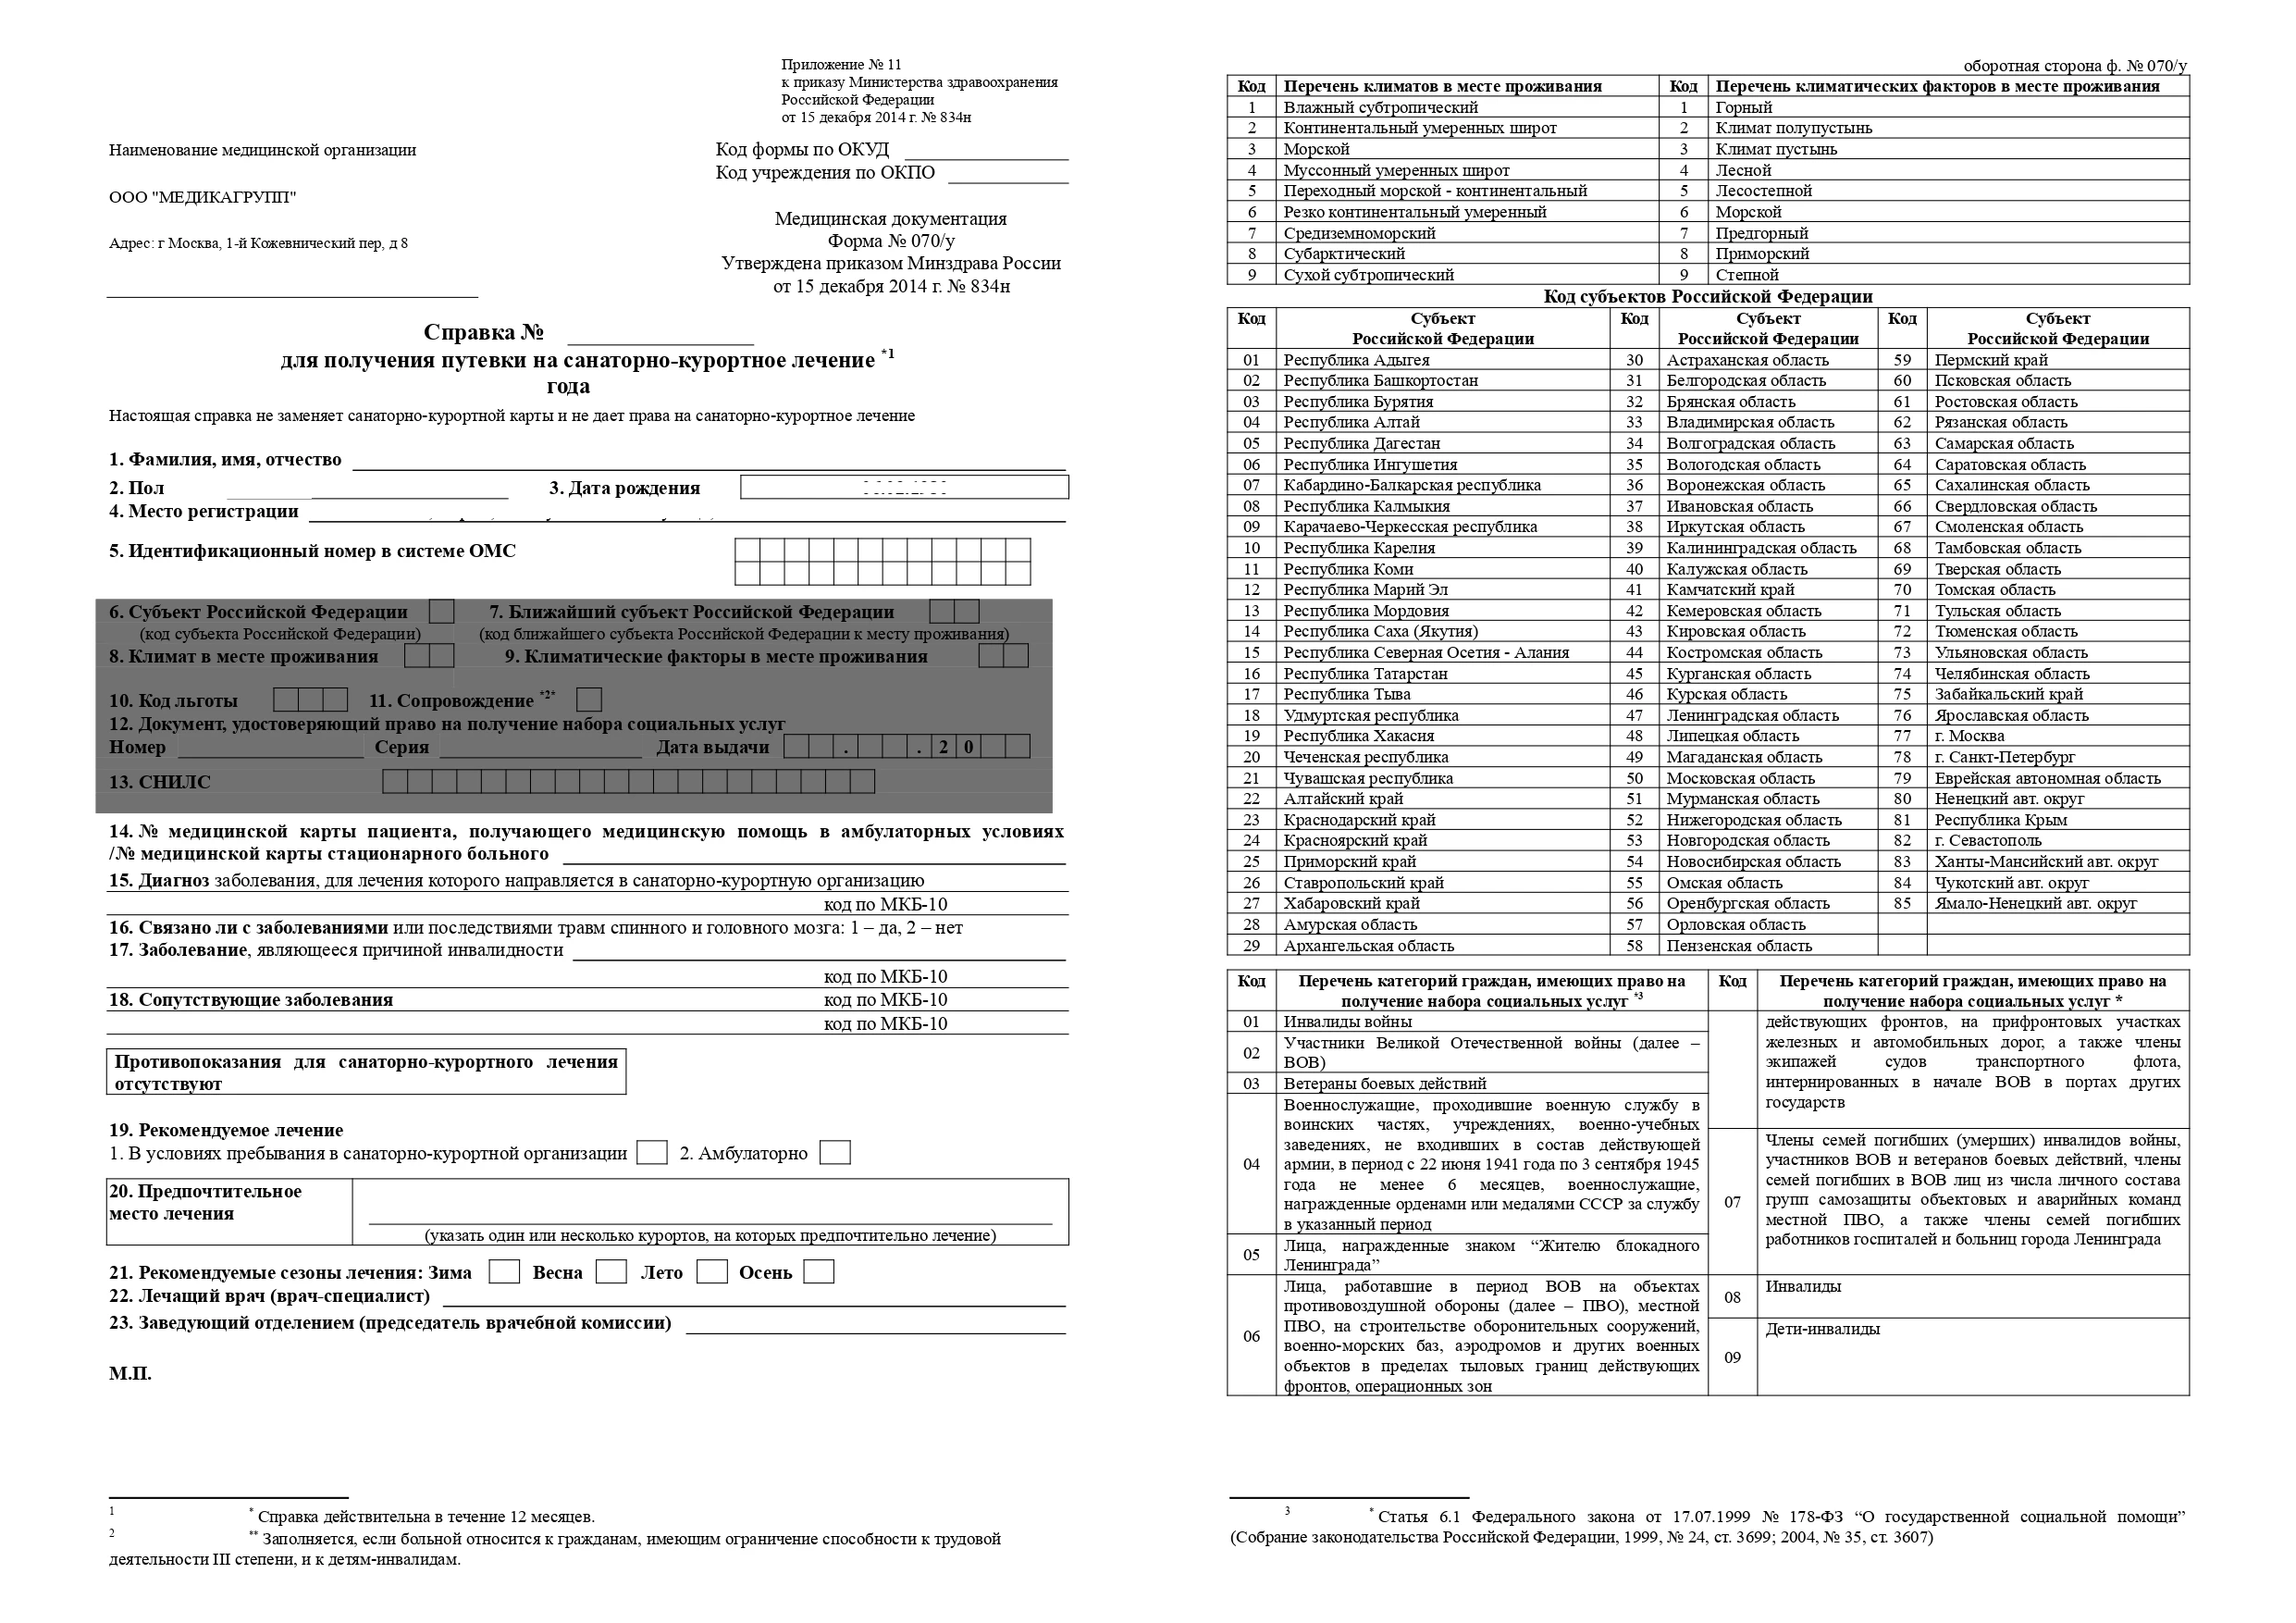 Приложение № 11
к приказу Министерства здравоохранения
Российской Федерации
от 15 декабря 2014 г. № 834н
Наименование медицинской организации
ООО "МЕДИКАГРУПП"
Адрес: г Москва, 1-й Кожевнический пер, д 8
Код формы по ОКУД
Код учреждения по ОКПО
Медицинская документация
Форма № 070/у
Утверждена приказом Минздрава России
от 15 декабря 2014 г. № 834н
Справка №
для получения путевки на санаторно-курортное лечение *1
года
Настоящая справка не заменяет санаторно-курортной карты и не дает права на санаторно-курортное лечение
1. Фамилия, имя, отчество
2. Пол 3. Дата рождения
4. Место регистрации
5. Идентификационный номер в системе ОМС
6. Субъект Российской Федерации 7. Ближайший субъект Российской Федерации
(код субъекта Российской Федерации) (код ближайшего субъекта Российской Федерации к месту проживания)
8. Климат в месте проживания 9. Климатические факторы в месте проживания
10. Код льготы 11. Сопровождение *2*
12. Документ, удостоверяющий право на получение набора социальных услуг
Номер Серия Дата выдачи . . 2 0
13. СНИЛС
14. № медицинской карты пациента, получающего медицинскую помощь в амбулаторных условиях
/№ медицинской карты стационарного больного
15. Диагноз заболевания, для лечения которого направляется в санаторно-курортную организацию
код по МКБ-10
16. Связано ли с заболеваниями или последствиями травм спинного и головного мозга: 1 – да, 2 – нет
17. Заболевание, являющееся причиной инвалидности
код по МКБ-10
18. Сопутствующие заболевания код по МКБ-10
код по МКБ-10
Противопоказания для санаторно-курортного лечения
отсутствуют
19. Рекомендуемое лечение
1. В условиях пребывания в санаторно-курортной организации 2. Амбулаторно
20. Предпочтительное
место лечения
(указать один или несколько курортов, на которых предпочтительно лечение)
21. Рекомендуемые сезоны лечения: Зима Весна Лето Осень
22. Лечащий врач (врач-специалист)
23. Заведующий отделением (председатель врачебной комиссии)
М.П.
1 * Справка действительна в течение 12 месяцев.
2 ** Заполняется, если больной относится к гражданам, имеющим ограничение способности к трудовой
деятельности III степени, и к детям-инвалидам.
оборотная сторона ф. № 070/у
Код Перечень климатов в месте проживания Код Перечень климатических факторов в месте проживания
1 Влажный субтропический 1 Горный
2 Континентальный умеренных широт 2 Климат полупустынь
3 Морской 3 Климат пустынь
4 Муссонный умеренных широт 4 Лесной
5 Переходный морской - континентальный 5 Лесостепной
6 Резко континентальный умеренный 6 Морской
7 Средиземноморский 7 Предгорный
8 Субарктический 8 Приморский
9 Сухой субтропический 9 Степной
Код субъектов Российской Федерации
Код Субъект Код Субъект Код Субъект
Российской Федерации Российской Федерации Российской Федерации
01 Республика Адыгея 30 Астраханская область 59 Пермский край
02 Республика Башкортостан 31 Белгородская область 60 Псковская область
03 Республика Бурятия 32 Брянская область 61 Ростовская область
04 Республика Алтай 33 Владимирская область 62 Рязанская область
05 Республика Дагестан 34 Волгоградская область 63 Самарская область
06 Республика Ингушетия 35 Вологодская область 64 Саратовская область
07 Кабардино-Балкарская республика 36 Воронежская область 65 Сахалинская область
08 Республика Калмыкия 37 Ивановская область 66 Свердловская область
09 Карачаево-Черкесская республика 38 Иркутская область 67 Смоленская область
10 Республика Карелия 39 Калининградская область 68 Тамбовская область
11 Республика Коми 40 Калужская область 69 Тверская область
12 Республика Марий Эл 41 Камчатский край 70 Томская область
13 Республика Мордовия 42 Кемеровская область 71 Тульская область
14 Республика Саха (Якутия) 43 Кировская область 72 Тюменская область
15 Республика Северная Осетия - Алания 44 Костромская область 73 Ульяновская область
16 Республика Татарстан 45 Курганская область 74 Челябинская область
17 Республика Тыва 46 Курская область 75 Забайкальский край
18 Удмуртская республика 47 Ленинградская область 76 Ярославская область
19 Республика Хакасия 48 Липецкая область 77 г. Москва
20 Чеченская республика 49 Магаданская область 78 г. Санкт-Петербург
21 Чувашская республика 50 Московская область 79 Еврейская автономная область
22 Алтайский край 51 Мурманская область 80 Ненецкий авт. округ
23 Краснодарский край 52 Нижегородская область 81 Республика Крым
24 Красноярский край 53 Новгородская область 82 г. Севастополь
25 Приморский край 54 Новосибирская область 83 Ханты-Мансийский авт. округ
26 Ставропольский край 55 Омская область 84 Чукотский авт. округ
27 Хабаровский край 56 Оренбургская область 85 Ямало-Ненецкий авт. округ
28 Амурская область 57 Орловская область
29 Архангельская область 58 Пензенская область
Код Перечень категорий граждан, имеющих право на
получение набора социальных услуг *3
01 Инвалиды войны
02 Участники Великой Отечественной войны (далее –
ВОВ)
03 Ветераны боевых действий
04 Военнослужащие, проходившие военную службу в
воинских частях, учреждениях, военно-учебных
заведениях, не входивших в состав действующей
армии, в период с 22 июня 1941 года по 3 сентября 1945
года не менее 6 месяцев, военнослужащие,
награжденные орденами или медалями СССР за службу
в указанный период
05 Лица, награжденные знаком “Жителю блокадного
Ленинграда”
06 Лица, работавшие в период ВОВ на объектах
противовоздушной обороны (далее – ПВО), местной
ПВО, на строительстве оборонительных сооружений,
военно-морских баз, аэродромов и других военных
объектов в пределах тыловых границ действующих
фронтов, операционных зон
Код Перечень категорий граждан, имеющих право на
получение набора социальных услуг *
действующих фронтов, на прифронтовых участках
железных и автомобильных дорог, а также члены
экипажей судов транспортного флота,
интернированных в начале ВОВ в портах других
государств
07 Члены семей погибших (умерших) инвалидов войны,
участников ВОВ и ветеранов боевых действий, члены
семей погибших в ВОВ лиц из числа личного состава
групп самозащиты объектовых и аварийных команд
местной ПВО, а также члены семей погибших
работников госпиталей и больниц города Ленинграда
08 Инвалиды
09 Дети-инвалиды
3 * Статья 6.1 Федерального закона от 17.07.1999 № 178-ФЗ “О государственной социальной помощи”
(Собрание законодательства Российской Федерации, 1999, № 24, ст. 3699; 2004, № 35, ст. 3607)